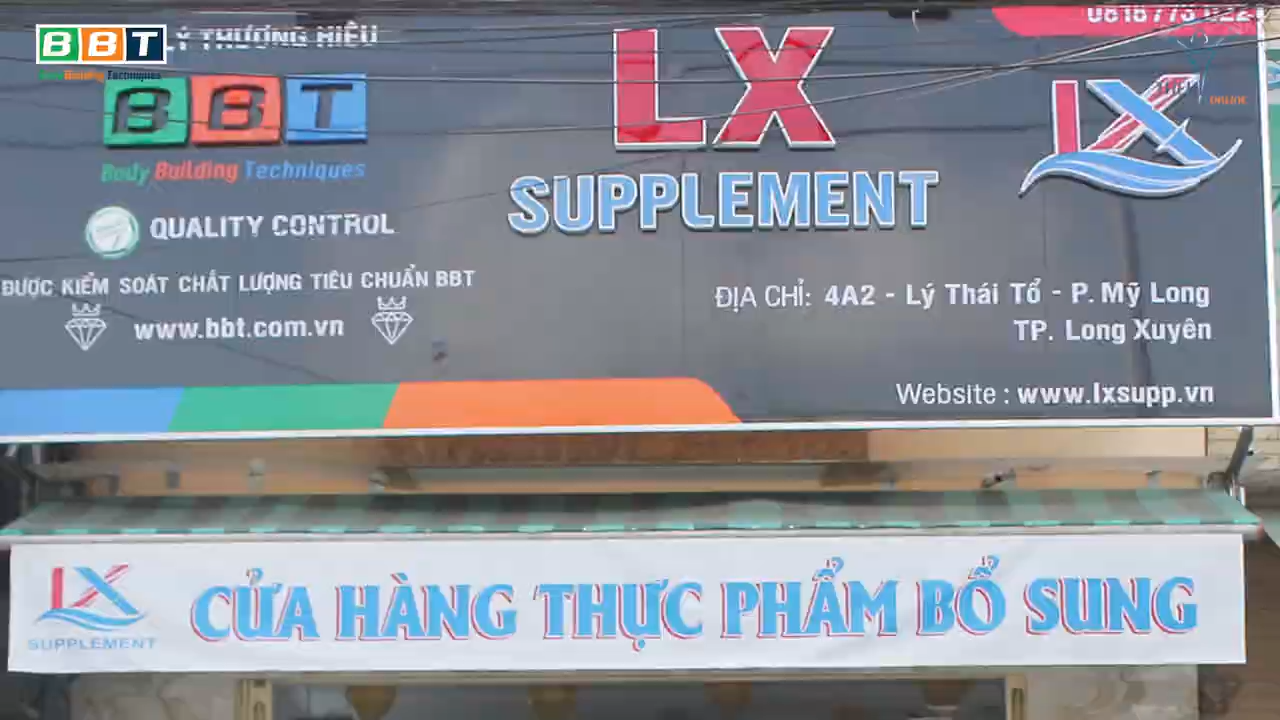 BBT
Body Building Techniques
LÝ THƯƠNG HIỆU
BBT
Body Building Techniques
QUALITY CONTROL
ĐƯỢC KIỂM SOÁT CHẤT LƯỢNG TIÊU CHUẨN BBT
www.bbt.com.vn
LX
SUPPLEMENT
LX
ĐỊA CHỈ: 4A2 - Lý Thái Tổ - P. Mỹ Long
TP. Long Xuyên
Website : www.lxsupp.vn
LX
SUPPLEMENT
CỬA HÀNG THỰC PHẨM BỔ SUNG